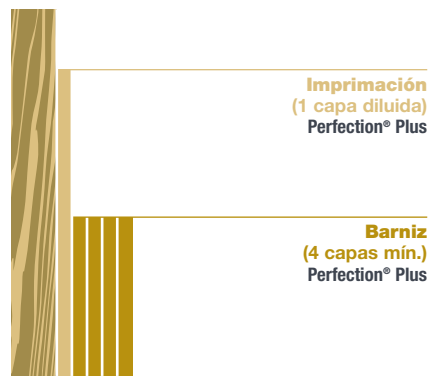 Imprimación
(1 capa diluida)
Perfection® Plus
Barniz
(4 capas mín.)
Perfection® Plus